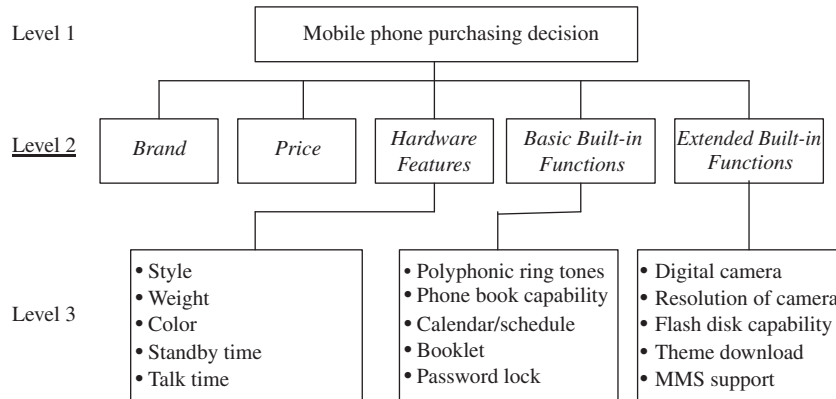 Level 1
Mobile phone purchasing decision
Level 2
Brand
Price
Hardware
Features
Basic Built-in
Functions
Extended Built-in
Functions
Level 3
• Style
• Weight
• Color
• Standby time
• Talk time
• Polyphonic ring tones
• Phone book capability
• Calendar/schedule
• Booklet
• Password lock
• Digital camera
• Resolution of camera
• Flash disk capability
• Theme download
• MMS support